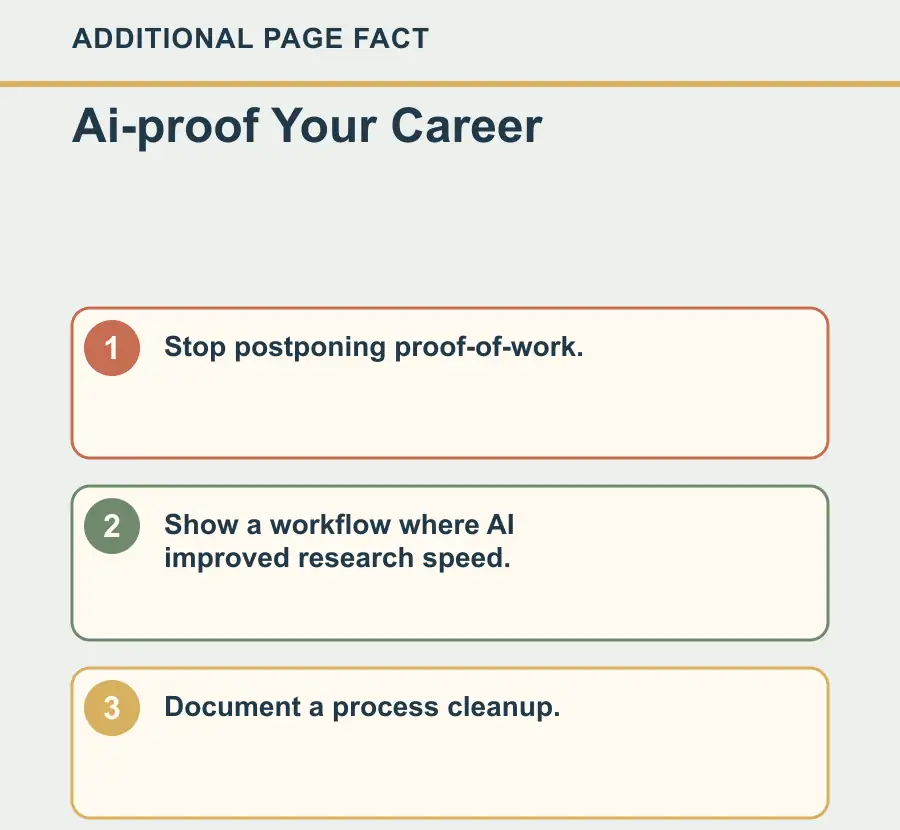 ADDITIONAL PAGE FACT
Ai-proof Your Career
1
Stop postponing proof-of-work.
2
Show a workflow where AI
improved research speed.
3
Document a process cleanup.